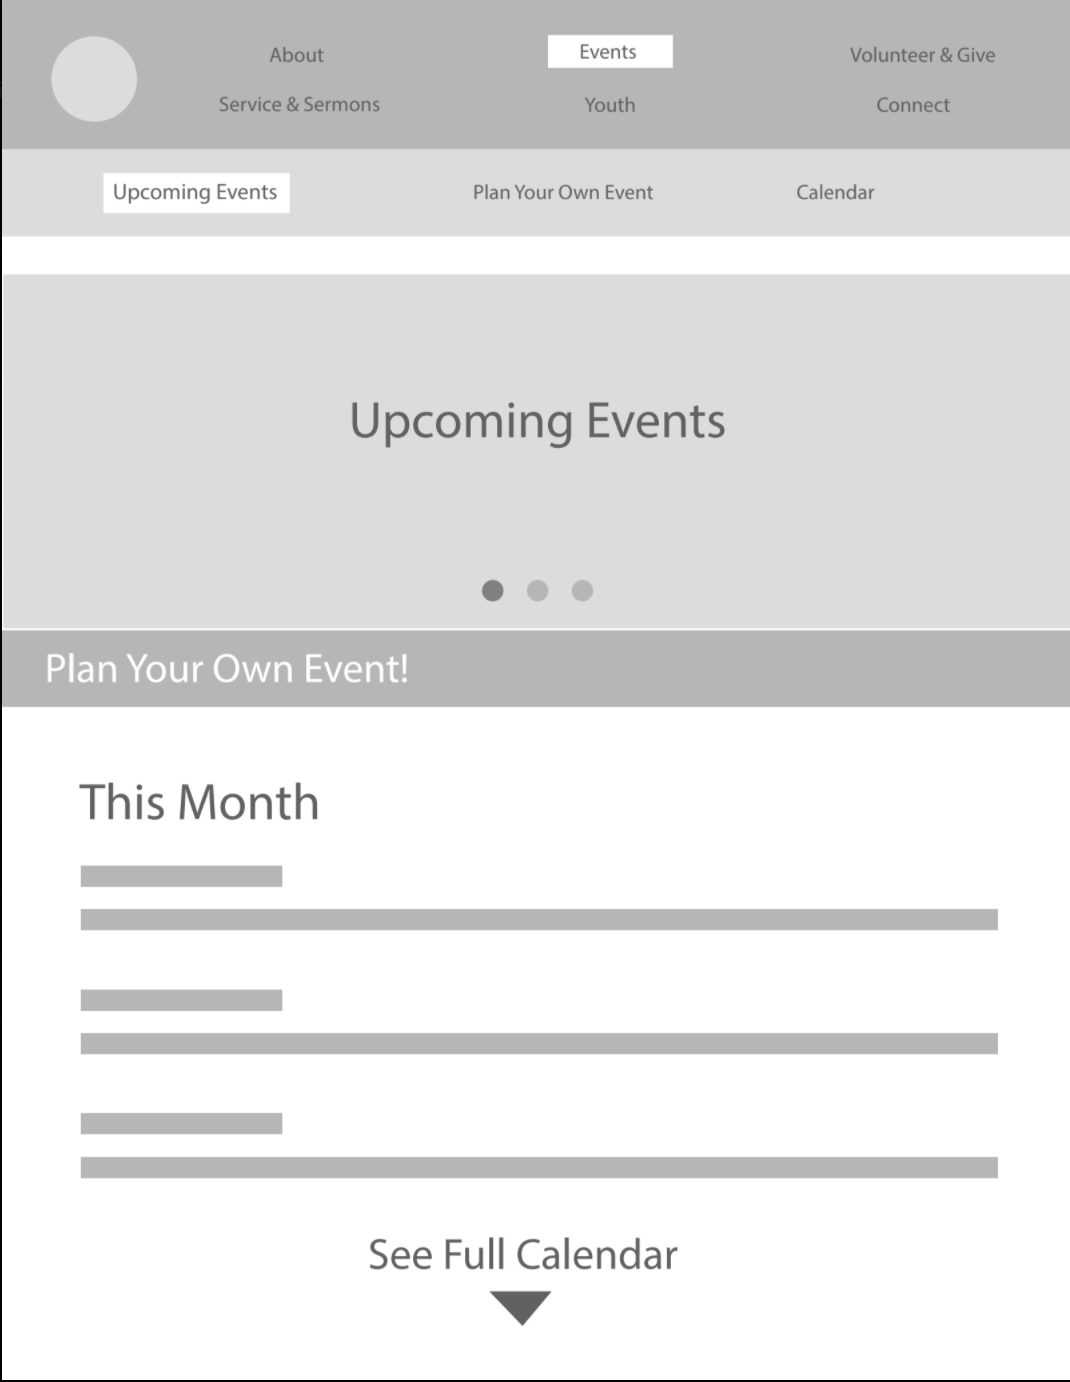 About
Events
Volunteer & Give
Service & Sermons
Youth
Connect
Upcoming Events
Plan Your Own Event
Calendar
Upcoming Events
Plan Your Own Event!
This Month
See Full Calendar